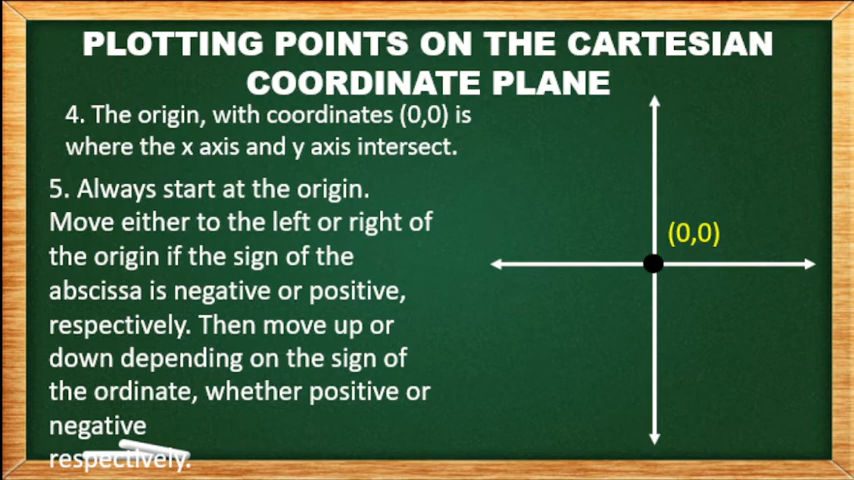 PLOTTING POINTS ON THE CARTESIAN
COORDINATE PLANE
4. The origin, with coordinates (0,0) is
where the x axis and y axis intersect.
5. Always start at the origin.
Move either to the left or right of
the origin if the sign of the
abscissa is negative or positive,
respectively. Then move up or
down depending on the sign of
the ordinate, whether positive or
negative
respectively.
(0,0)